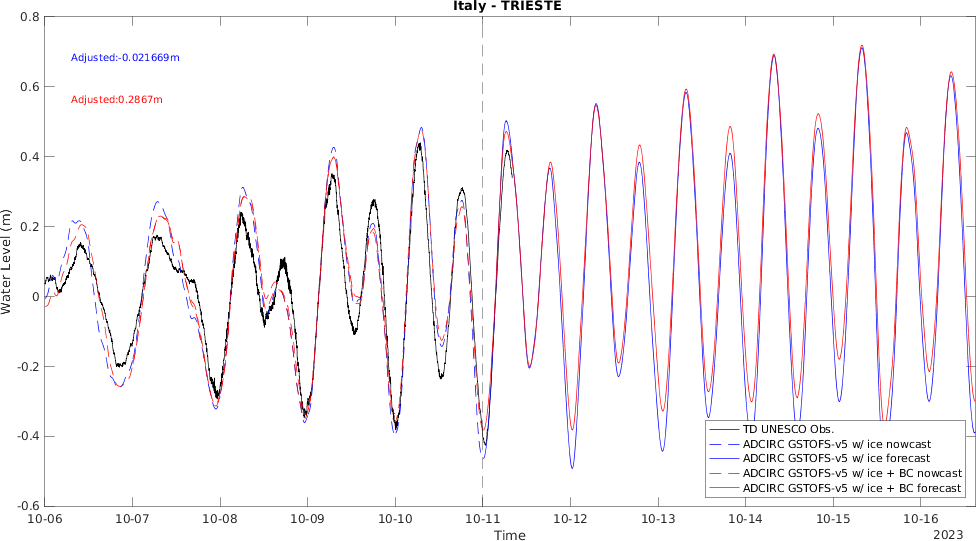 Italy - TRIESTE
Water Level (m)
0.8
0.6
0.4
0.2
0
-0.2
-0.4
-0.6
Adjusted:-0.021669m
Adjusted:0.2867m
TD UNESCO Obs.
ADCIRC GSTOFS-v5 w/ ice nowcast
ADCIRC GSTOFS-v5 w/ ice forecast
ADCIRC GSTOFS-v5 w/ ice + BC nowcast
ADCIRC GSTOFS-v5 w/ ice + BC forecast
10-06 10-07 10-08 10-09 10-10 10-11 10-12 10-13 10-14 10-15 10-16
Time
2023